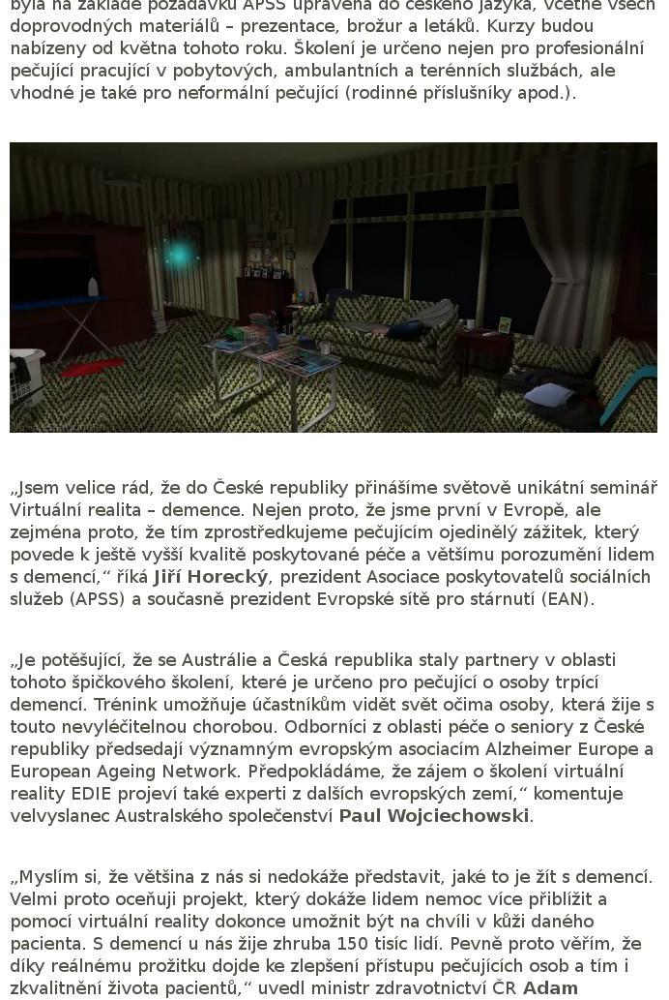 byla na základě požadavků APSS upravena do českého jazyka, včetně všech
doprovodných materiálů – prezentace, brožur a letáků. Kurzy budou
nabízeny od května tohoto roku. Školení je určeno nejen pro profesionální
pečující pracující v pobytových, ambulantních a terénních službách, ale
vhodné je také pro neformální pečující (rodinné příslušníky apod.).
„Jsem velice rád, že do České republiky přinášíme světově unikátní seminář
Virtuální realita – demence. Nejen proto, že jsme první v Evropě, ale
zejména proto, že tím zprostředkujeme pečujícím ojedinělý zážitek, který
povede k ještě vyšší kvalitě poskytované péče a většímu porozumění lidem
s demencí,“ říká Jiří Horecký, prezident Asociace poskytovatelů sociálních
služeb (APSS) a současně prezident Evropské sítě pro stárnutí (EAN).
„Je potěšující, že se Austrálie a Česká republika staly partnery v oblasti
tohoto špičkového školení, které je určeno pro pečující o osoby trpící
demencí. Trénink umožňuje účastníkům vidět svět očima osoby, která žije s
touto nevyléčitelnou chorobou. Odborníci z oblasti péče o seniory z České
republiky předsedají významným evropským asociacím Alzheimer Europe a
European Ageing Network. Předpokládáme, že zájem o školení virtuální
reality EDIE projeví také experti z dalších evropských zemí,“ komentuje
velvyslanec Australského společenství Paul Wojciechowski.
„Myslím si, že většina z nás si nedokáže představit, jaké to je žít s demencí.
Velmi proto oceňuji projekt, který dokáže lidem nemoc více přiblížit a
pomocí virtuální reality dokonce umožnit být na chvíli v kůži daného
pacienta. S demencí u nás žije zhruba 150 tisíc lidí. Pevně proto věřím, že
díky reálnému prožitku dojde ke zlepšení přístupu pečujících osob a tím i
zkvalitnění života pacientů,“ uvedl ministr zdravotnictví ČR Adam